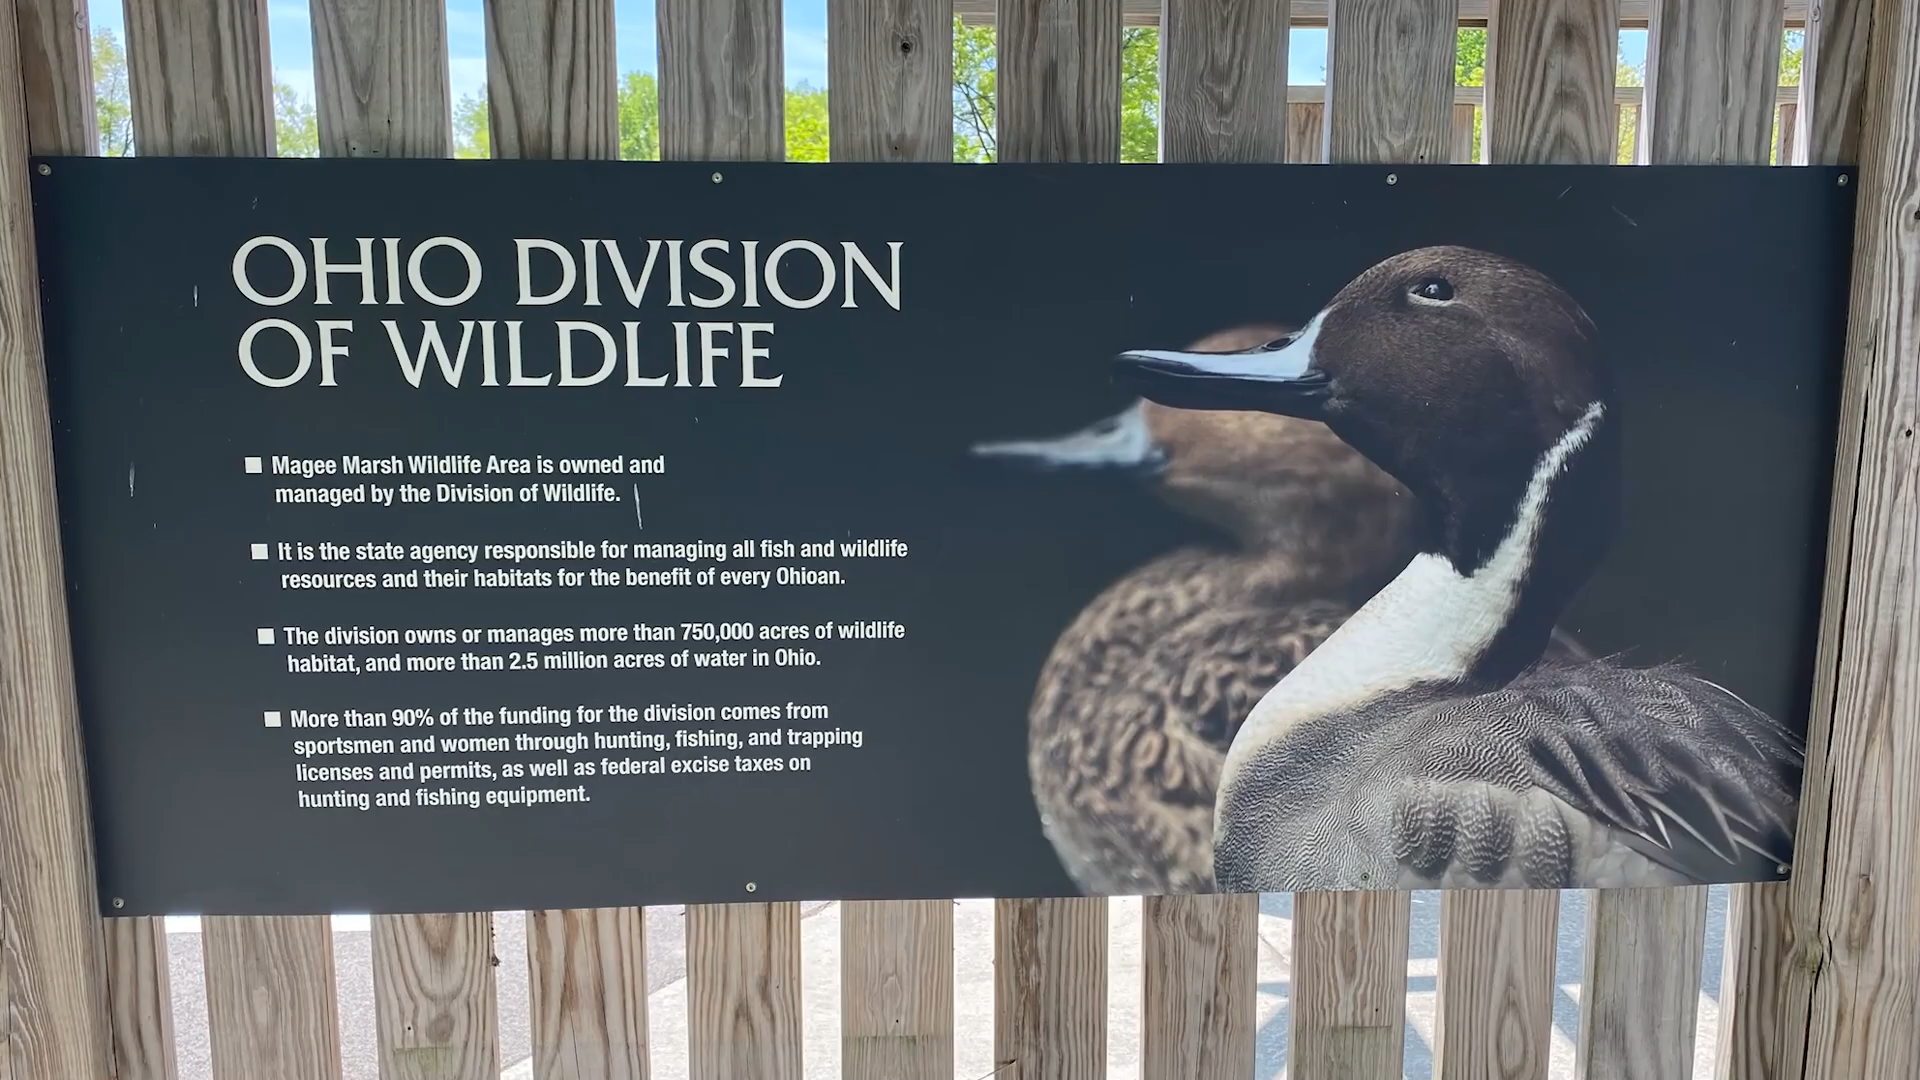 OHIO DIVISION
OF WILDLIFE
■ Magee Marsh Wildlife Area is owned and
managed by the Division of Wildlife.
■ It is the state agency responsible for managing all fish and wildlife
resources and their habitats for the benefit of every Ohioan.
■ The division owns or manages more than 750,000 acres of wildlife
habitat, and more than 2.5 million acres of water in Ohio.
■ More than 90% of the funding for the division comes from
sportsmen and women through hunting, fishing, and trapping
licenses and permits, as well as federal excise taxes on
hunting and fishing equipment.